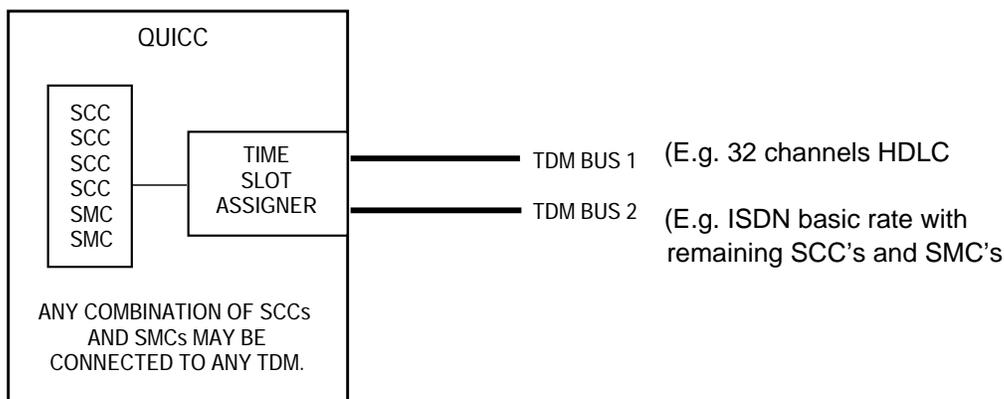 QUICC
SCC
SCC
SCC
SCC
SMC
SMC
TIME
SLOT
ASSIGNER
TDM BUS 1
(E.g. 32 channels HDLC
TDM BUS 2
(E.g. ISDN basic rate with
remaining SCC's and SMC's
ANY COMBINATION OF SCCs
AND SMCs MAY BE
CONNECTED TO ANY TDM.